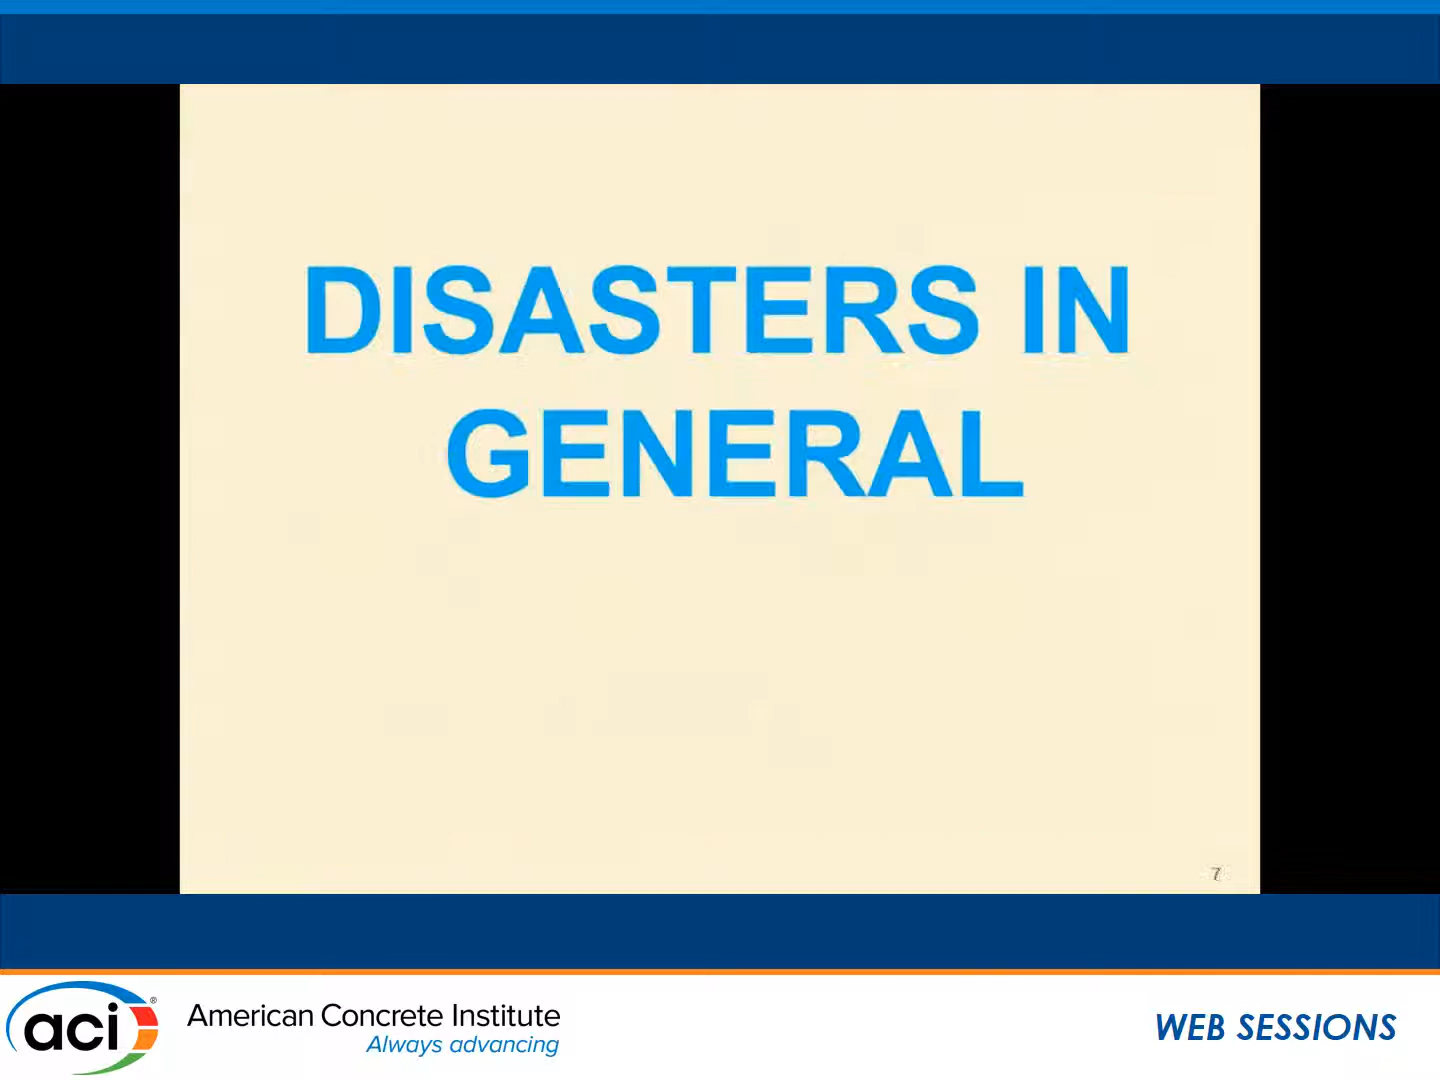 DISASTERS IN
GENERAL
7
aci®
American Concrete Institute
Always advancing
WEB SESSIONS